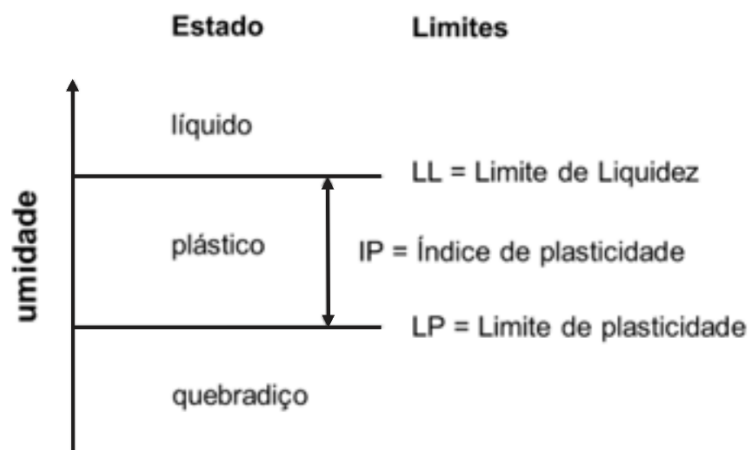 Estado Limites
líquido
LL = Limite de Liquidez
umidade
plástico
IP = Índice de plasticidade
LP = Limite de plasticidade
quebradiço